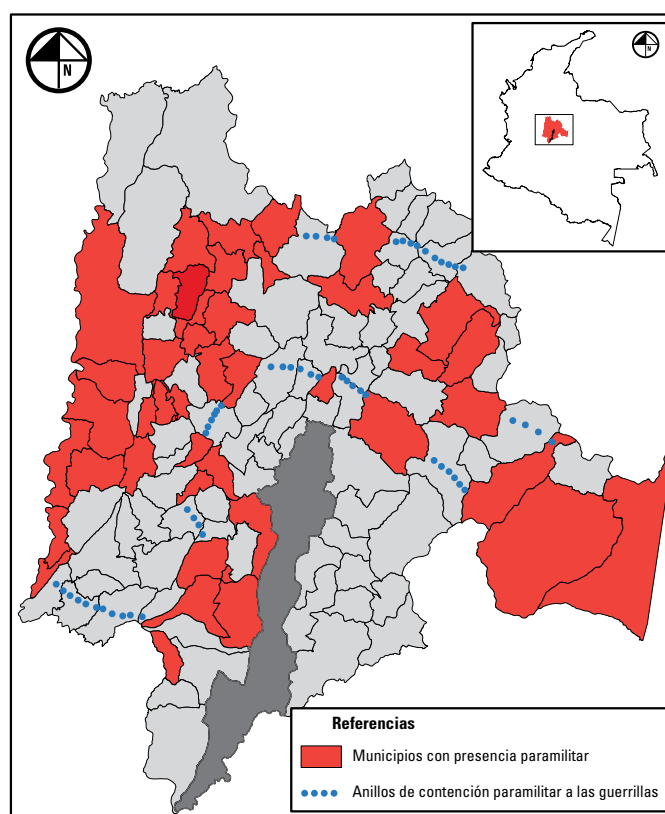 N
N
Referencias
Municipios con presencia paramilitar
Anillos de contención paramilitar a las guerrillas